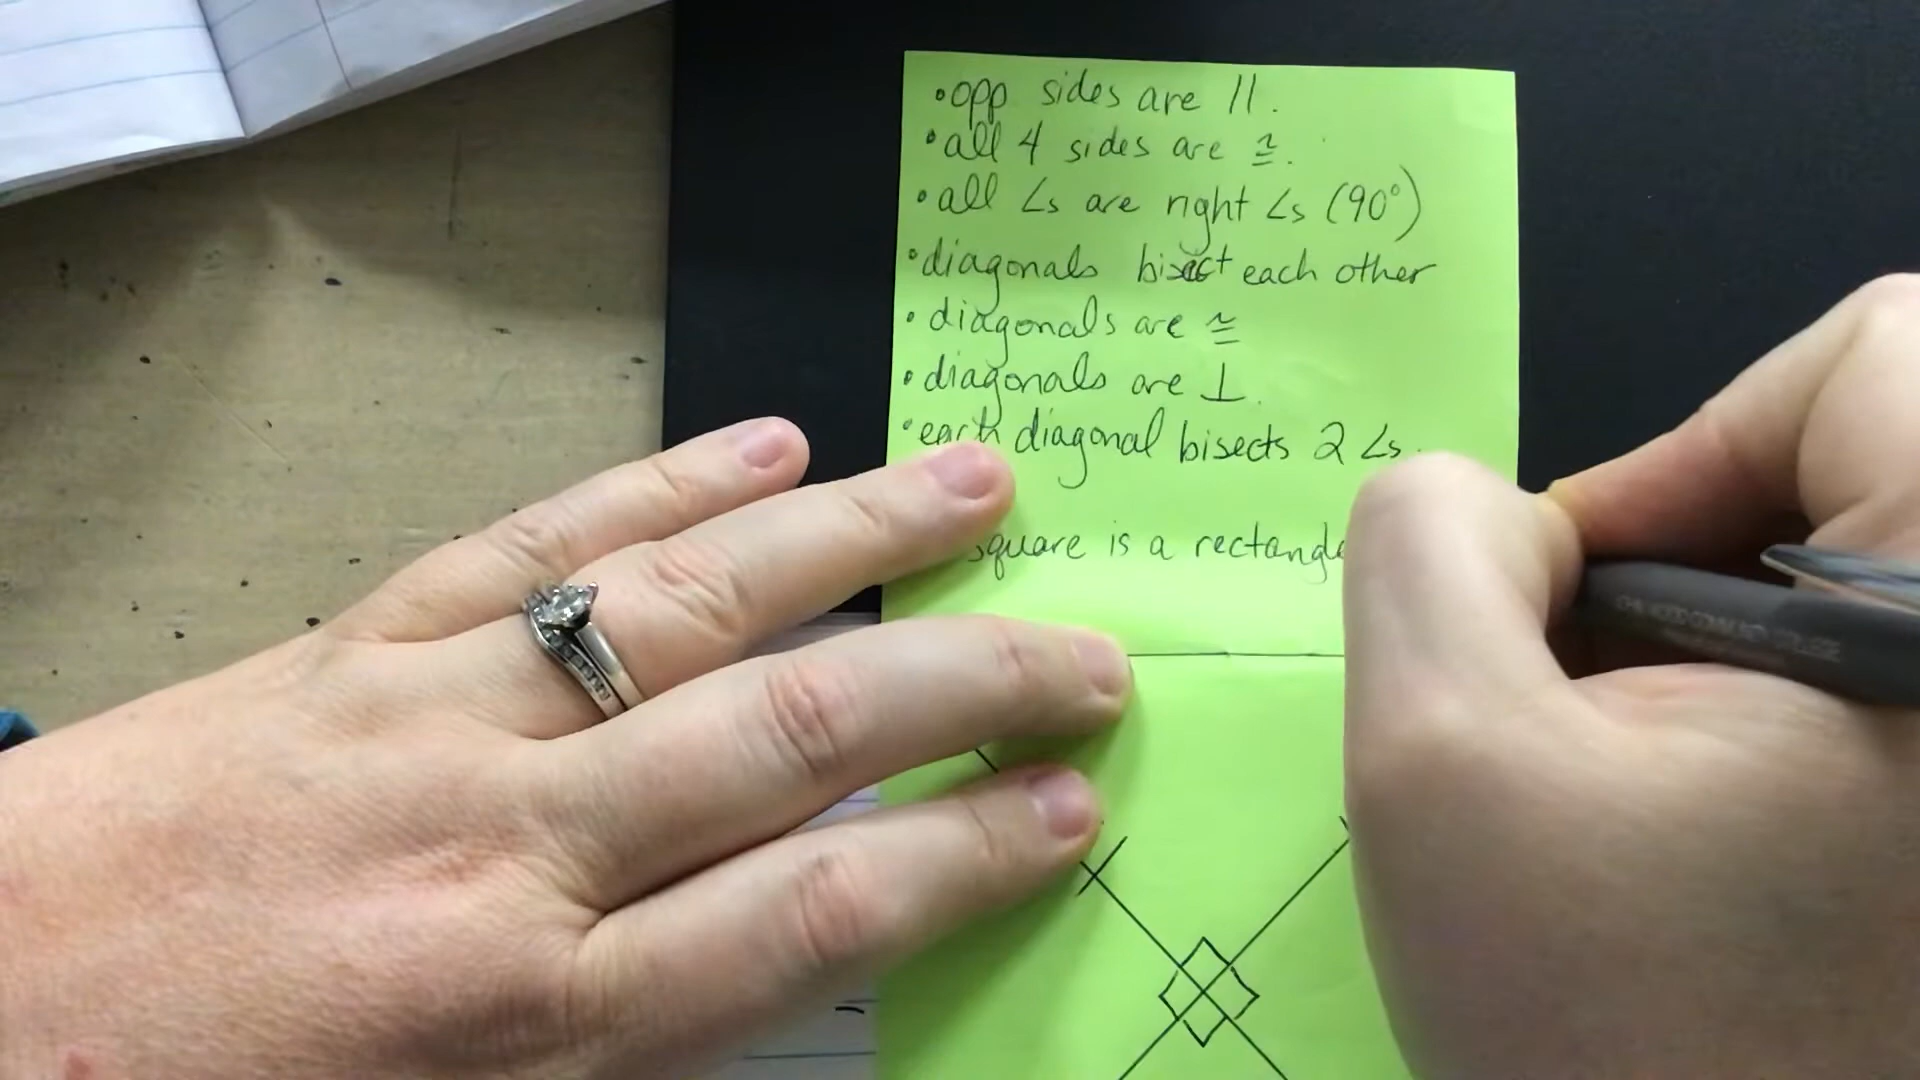 •opp sides are //.
•all 4 sides are ≅.
•all ∠s are right ∠s (90°)
•diagonals bisect each other
•diagonals are ≅
•diagonals are ⊥.
•each diagonal bisects 2 ∠s.
square is a rectangle